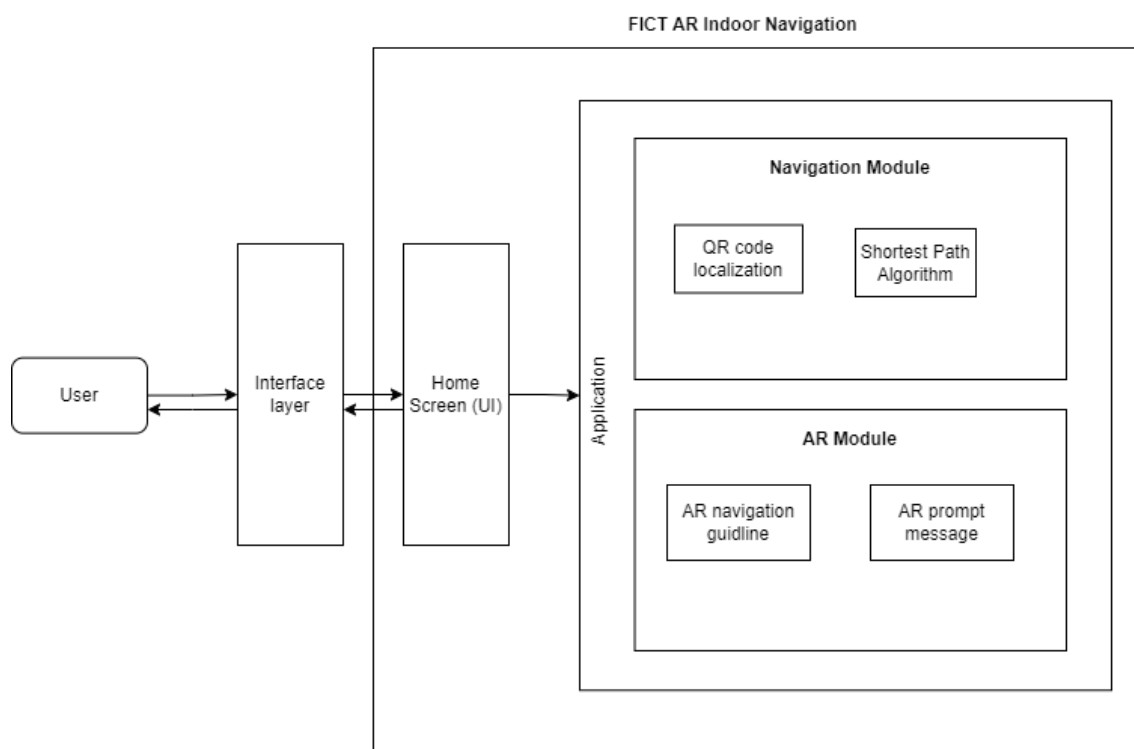 FICT AR Indoor Navigation
User
Interface
layer
Home
Screen (UI)
Application
Navigation Module
QR code
localization
Shortest Path
Algorithm
AR Module
AR navigation
guidline
AR prompt
message